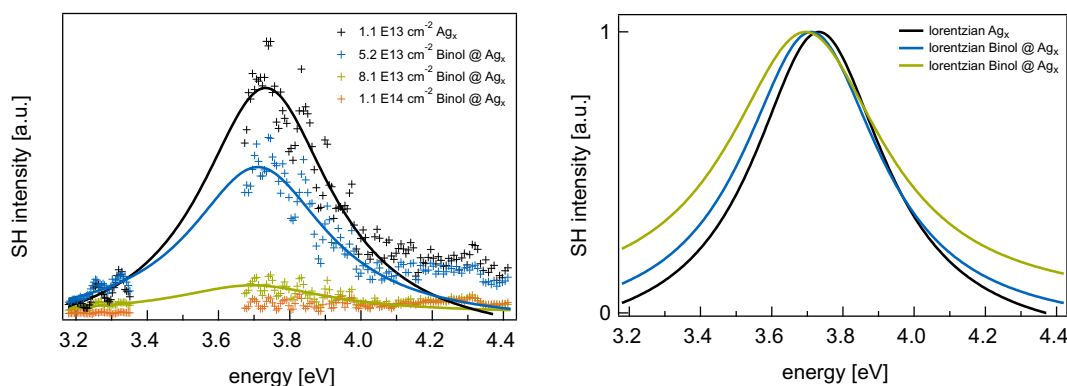 1.1 E13 cm⁻² Agₓ
5.2 E13 cm⁻² Binol @ Agₓ
8.1 E13 cm⁻² Binol @ Agₓ
1.1 E14 cm⁻² Binol @ Agₓ
SH intensity [a.u.]
3.2 3.4 3.6 3.8 4.0 4.2 4.4
energy [eV]
lorentzian Agₓ
lorentzian Binol @ Agₓ
lorentzian Binol @ Agₓ
SH intensity [a.u.]
1
0
3.2 3.4 3.6 3.8 4.0 4.2 4.4
energy [eV]